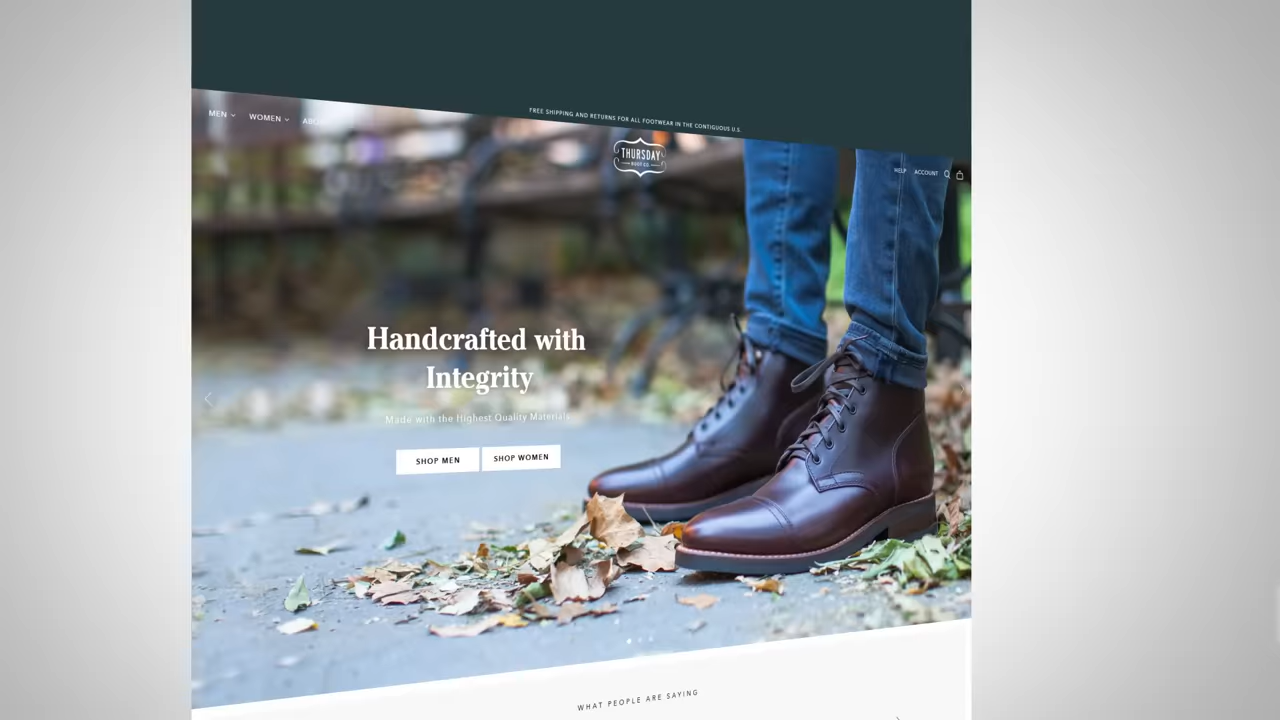 FREE SHIPPING AND RETURNS FOR ALL FOOTWEAR IN THE CONTIGUOUS U.S.
MEN WOMEN
THURSDAY
BOOT CO
HELP ACCOUNT
Handcrafted with
Integrity
Made with the Highest Quality Materials
SHOP MEN SHOP WOMEN
WHAT PEOPLE ARE SAYING